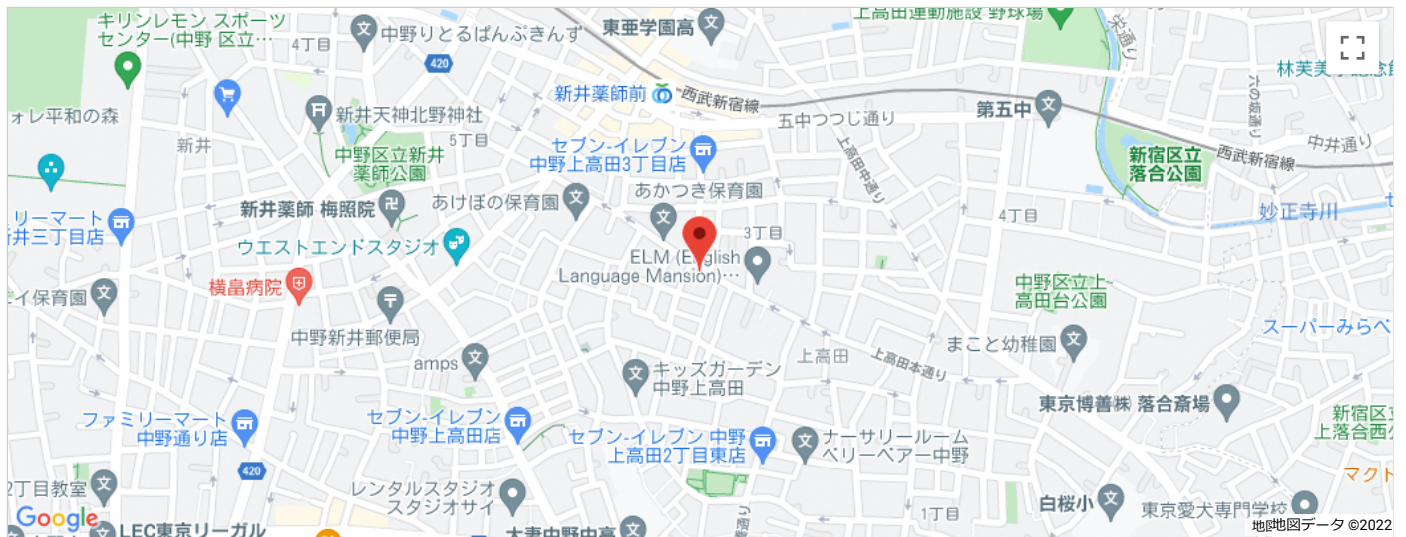 キリンレモン スポーツ
センター(中野 区立…
4丁目
中野りとるぱんぷきんず
東亜学園高
上高田運動施設 野球場
栄通り
420
林芙美子記念館
新井薬師前
西武新宿線
五中つつじ通り
第五中
六の坂通り
中井通り
ォレ平和の森
新井天神北野神社
新井
5丁目
セブン-イレブン
中野上高田3丁目店
上高田中通り
中野区立新井
薬師公園
新宿区立
落合公園
西武新宿線
リーマート
井三丁目店
新井薬師 梅照院
あけぼの保育園
あかつき保育園
3丁目
4丁目
妙正寺川
ウエストエンドスタジオ
ELM (English
Language Mansion)…
横畠病院
イ保育園
中野区立上
高田台公園
中野新井郵便局
スーパーみらべ
amps
キッズガーデン
中野上高田
上高田
上高田本通り
まこと幼稚園
東京博善㈱ 落合斎場
新宿区立
上落合西公
ファミリーマート
中野通り店
セブン-イレブン
中野上高田店
セブン-イレブン 中野
上高田2丁目東店
ナーサリールーム
ベリーベアー中野
420
マクド
2丁目教室
レンタルスタジオ
スタジオサイ
白桜小
東京愛犬専門学校
1丁目
Google
LEC東京リーガル
大妻中野中高
地図データ ©2022